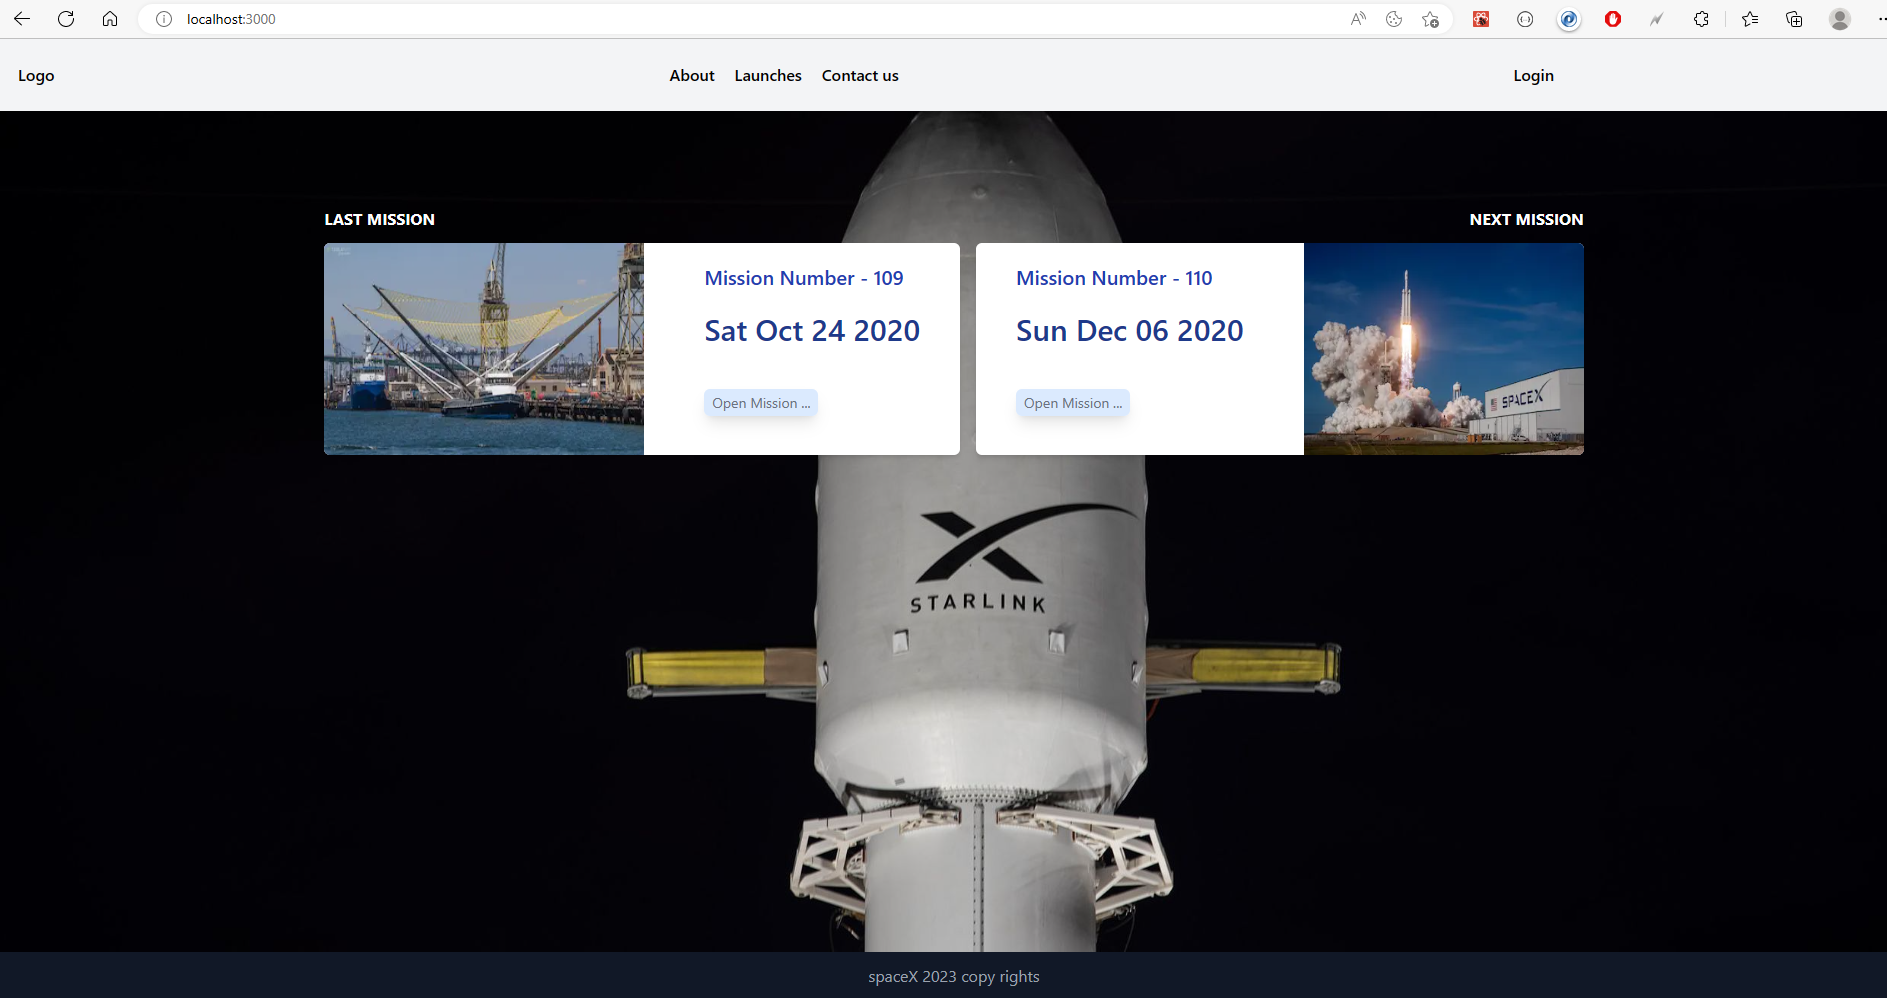 localhost:3000
Logo
About Launches Contact us
Login
LAST MISSION
NEXT MISSION
Mission Number - 109
Sat Oct 24 2020
Open Mission ...
Mission Number - 110
Sun Dec 06 2020
Open Mission ...
SPACEX
STARLINK
spaceX 2023 copy rights